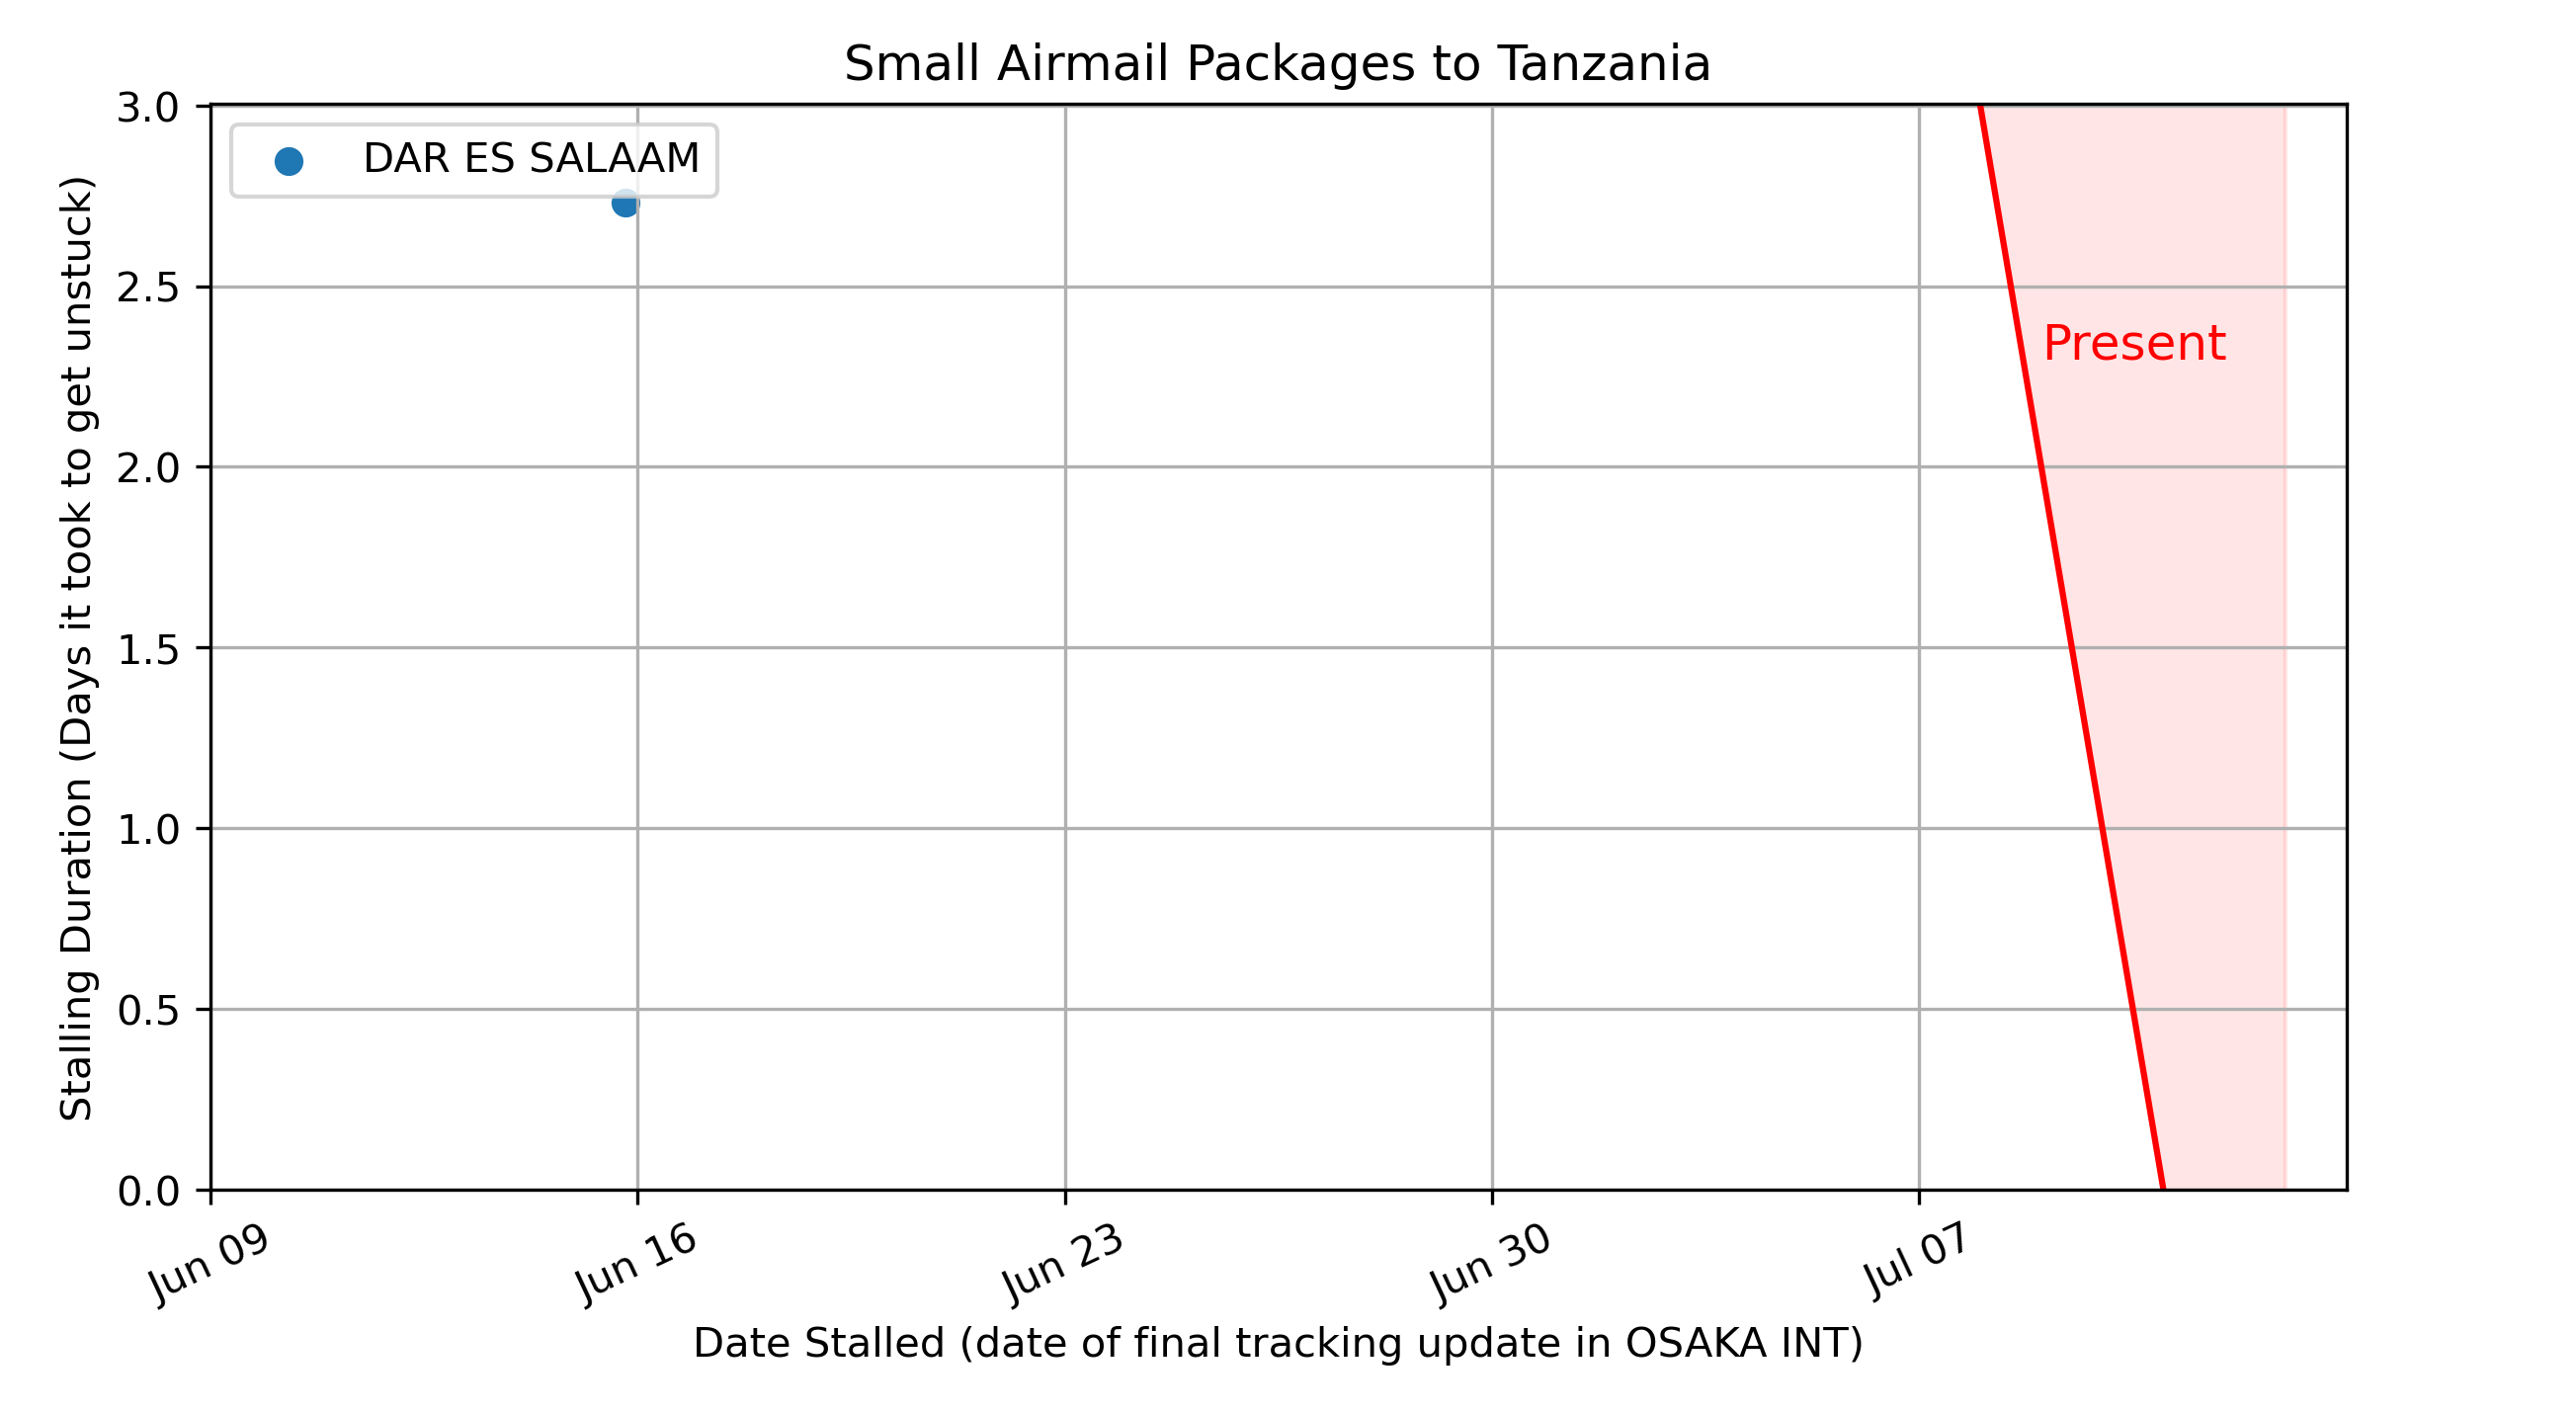 Small Airmail Packages to Tanzania
DAR ES SALAAM
Present
Stalling Duration (Days it took to get unstuck)
3.0
2.5
2.0
1.5
1.0
0.5
0.0
Jun 09
Jun 16
Jun 23
Jun 30
Jul 07
Date Stalled (date of final tracking update in OSAKA INT)